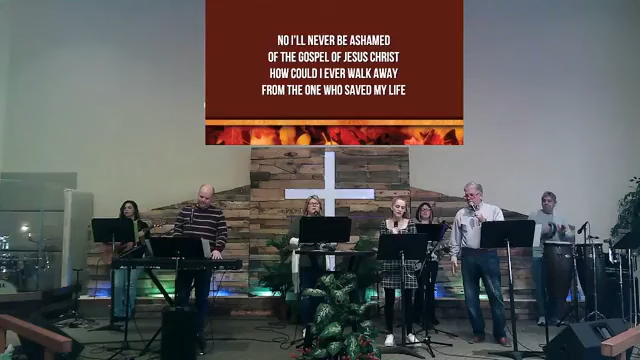 NO I'LL NEVER BE ASHAMED
OF THE GOSPEL OF JESUS CHRIST
HOW COULD I EVER WALK AWAY
FROM THE ONE WHO SAVED MY LIFE